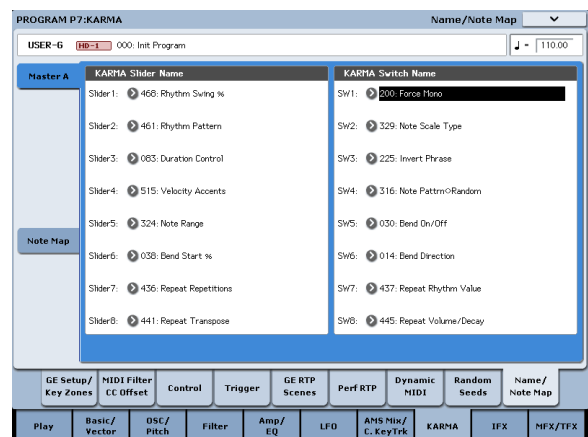 PROGRAM P7:KARMA Name/Note Map
USER-G HD-1 000: Init Program ♩ = 110.00
Master A
KARMA Slider Name KARMA Switch Name
Slider1: 468: Rhythm Swing % SW1: 200: Force Mono
Slider2: 461: Rhythm Pattern SW2: 329: Note Scale Type
Slider3: 083: Duration Control SW3: 225: Invert Phrase
Slider4: 515: Velocity Accents SW4: 316: Note Pattrn◇Random
Slider5: 324: Note Range SW5: 030: Bend On/Off
Note Map
Slider6: 038: Bend Start % SW6: 014: Bend Direction
Slider7: 436: Repeat Repetitions SW7: 437: Repeat Rhythm Value
Slider8: 441: Repeat Transpose SW8: 445: Repeat Volume/Decay
GE Setup/ MIDI Filter Control Trigger GE RTP Perf RTP Dynamic Random Name/
Key Zones CC Offset Scenes MIDI Seeds Note Map
Play Basic/ OSC/ Filter Amp/ LFO AMS Mix/ KARMA IFX MFX/TFX
Vector Pitch EQ C. KeyTrk